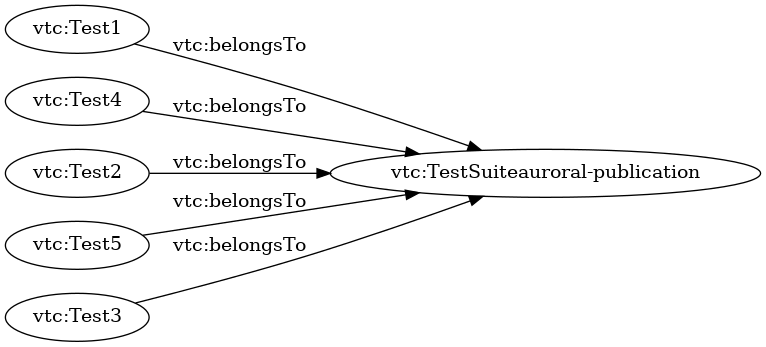 vtc:Test1
vtc:belongsTo
vtc:Test4
vtc:belongsTo
vtc:Test2
vtc:belongsTo
vtc:TestSuiteauroral-publication
vtc:belongsTo
vtc:Test5
vtc:belongsTo
vtc:Test3